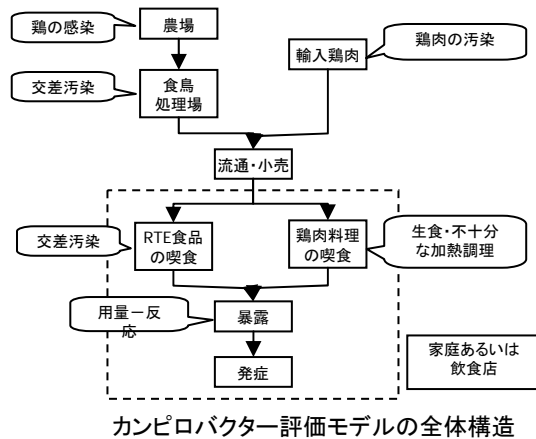 鶏の感染
農場
輸入鶏肉
鶏肉の汚染
交差汚染
食鳥
処理場
流通・小売
交差汚染
RTE食品
の喫食
鶏肉料理
の喫食
生食・不十分
な加熱調理
用量－反
応
暴露
発症
家庭あるいは
飲食店
カンピロバクター評価モデルの全体構造